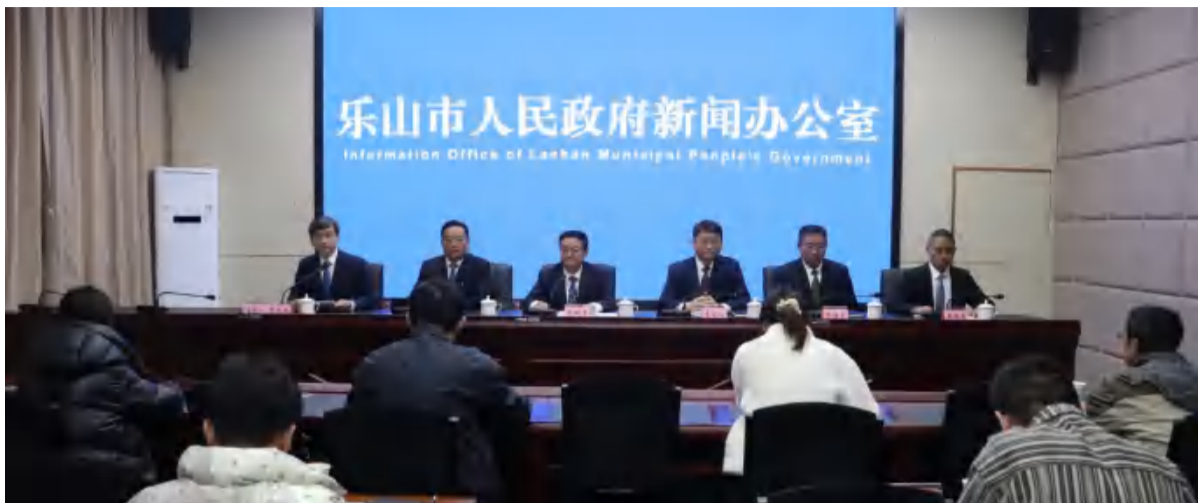 乐山市人民政府新闻办公室
Information Office of Leshan Municipal People's Government